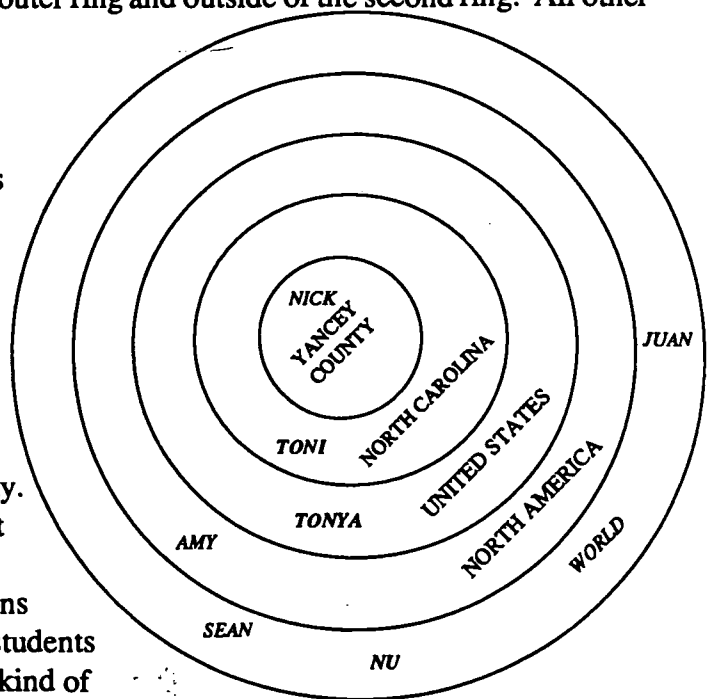 outer ring and outside of the second ring. All other
s
NICK
YANCEY
COUNTY
JUAN
NORTH CAROLINA
TONI
UNITED STATES
y.
TONYA
NORTH AMERICA
t
AMY
WORLD
ns
SEAN
tudents
NU
kind of